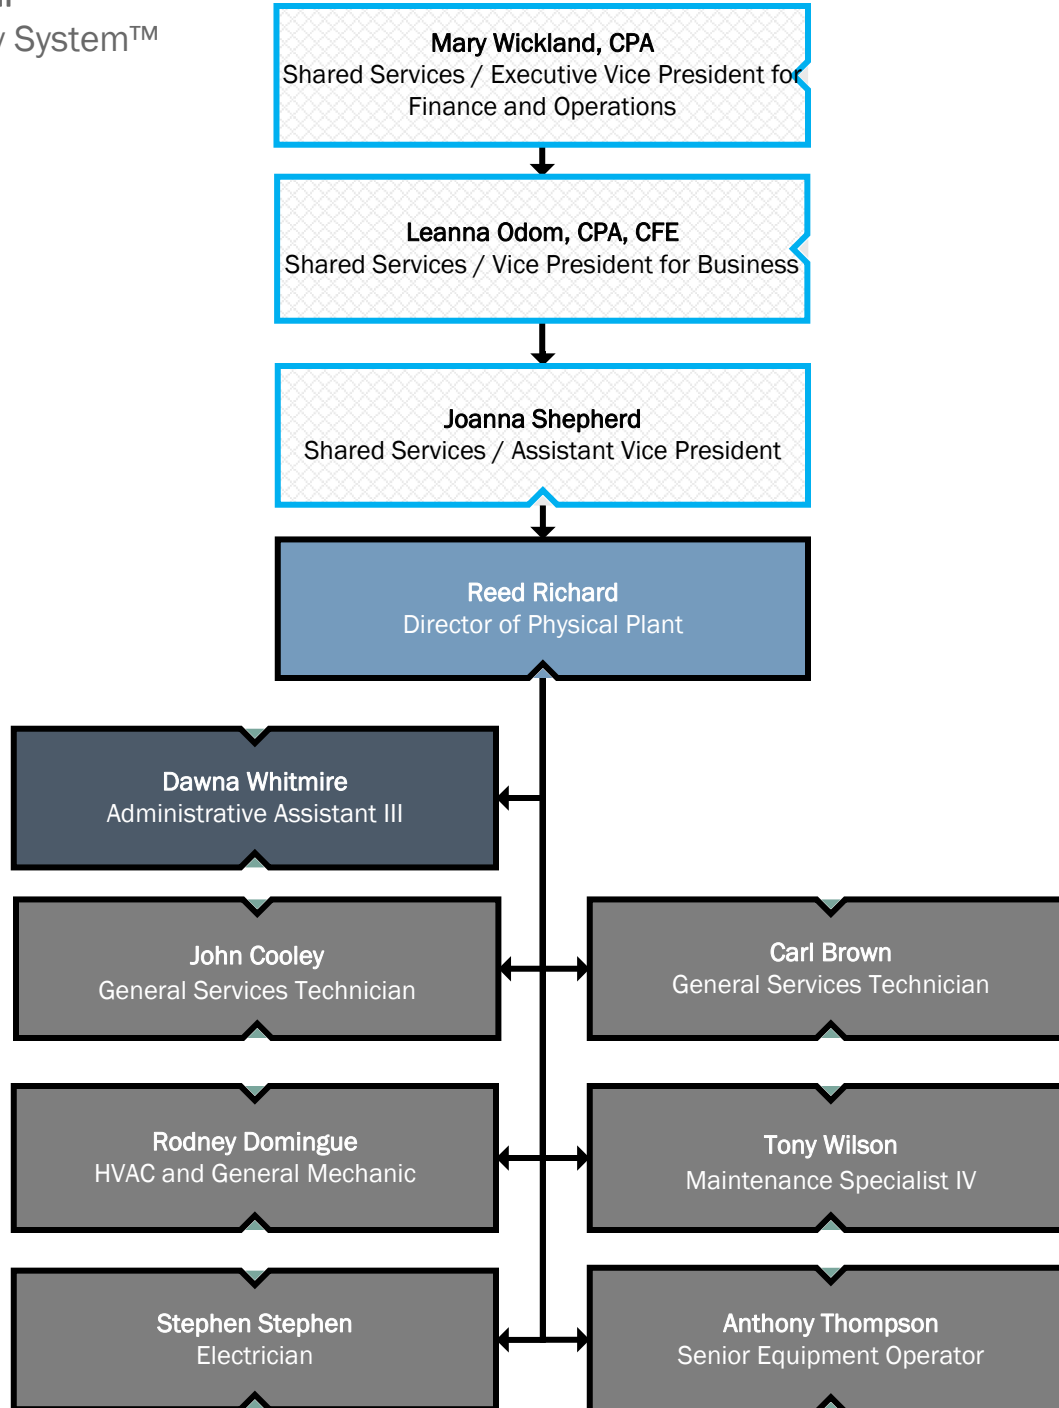 y System™
Mary Wickland, CPA
Shared Services / Executive Vice President for
Finance and Operations
Leanna Odom, CPA, CFE
Shared Services / Vice President for Business
Joanna Shepherd
Shared Services / Assistant Vice President
Reed Richard
Director of Physical Plant
Dawna Whitmire
Administrative Assistant III
John Cooley
General Services Technician
Carl Brown
General Services Technician
Rodney Domingue
HVAC and General Mechanic
Tony Wilson
Maintenance Specialist IV
Stephen Stephen
Electrician
Anthony Thompson
Senior Equipment Operator